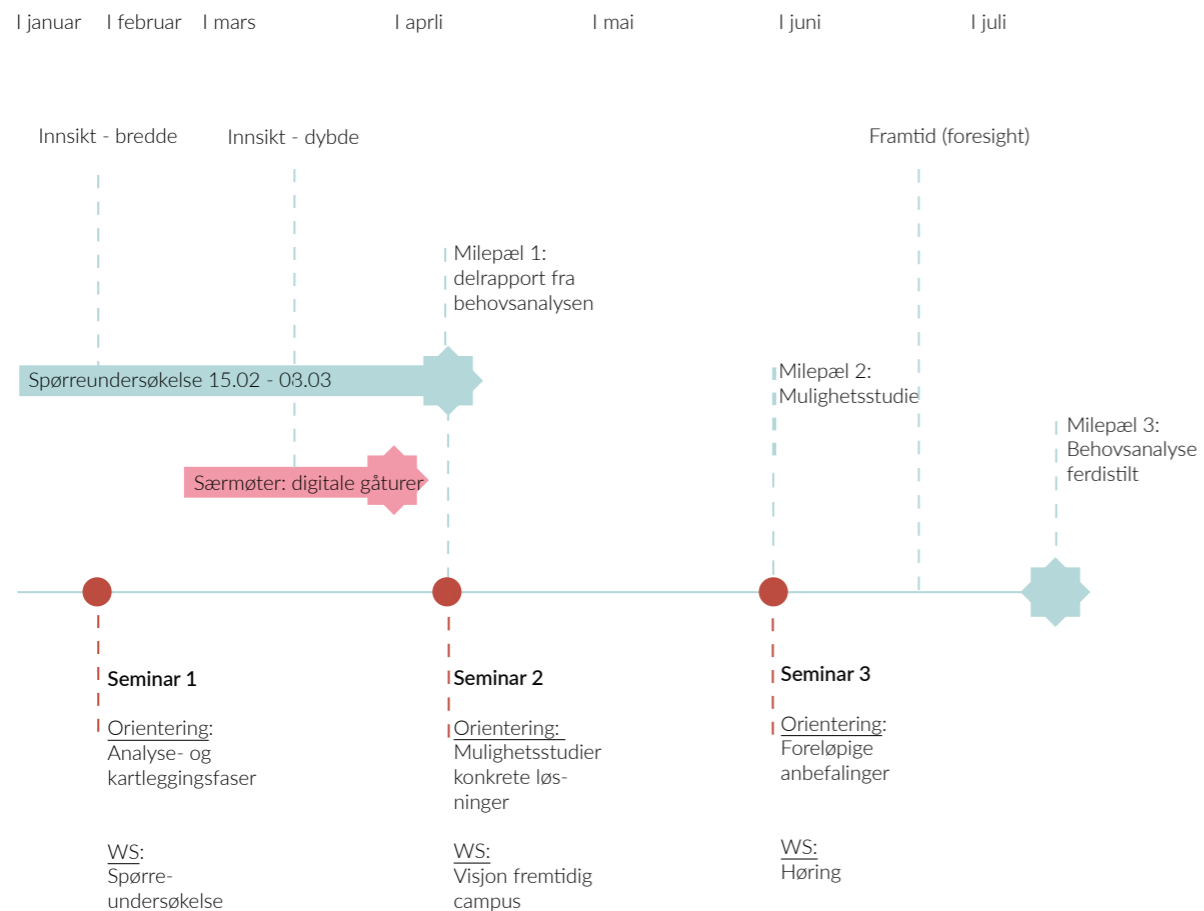 I januar I februar I mars I aprli I mai I juni I juli
Innsikt - bredde
Innsikt - dybde
Framtid (foresight)
Milepæl 1:
delrapport fra
behovsanalysen
Spørreundersøkelse 15.02 - 03.03
Milepæl 2:
Mulighetsstudie
Milepæl 3:
Behovsanalyse
ferdistilt
Særmøter: digitale gåturer
Seminar 1
Orientering:
Analyse- og
kartleggingsfaser
WS:
Spørre-
undersøkelse
Seminar 2
Orientering:
Mulighetsstudier
konkrete løs-
ninger
WS:
Visjon fremtidig
campus
Seminar 3
Orientering:
Foreløpige
anbefalinger
WS:
Høring